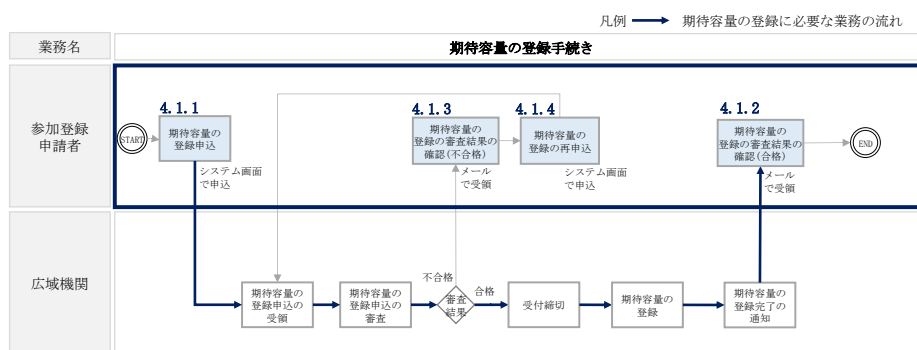 凡例 期待容量の登録に必要な業務の流れ
業務名
期待容量の登録手続き
参加登録
申請者
START
4.1.1
期待容量の
登録申込
システム画面
で申込
4.1.3
期待容量の
登録の審査結果の
確認(不合格)
メール
で受領
4.1.4
期待容量の
登録の再申込
システム画面
で申込
4.1.2
期待容量の
登録の審査結果の
確認(合格)
メール
で受領
END
広域機関
期待容量の
登録申込の
受領
期待容量の
登録申込の
審査
不合格
審査
結果
合格
受付締切
期待容量の
登録
期待容量の
登録完了の
通知